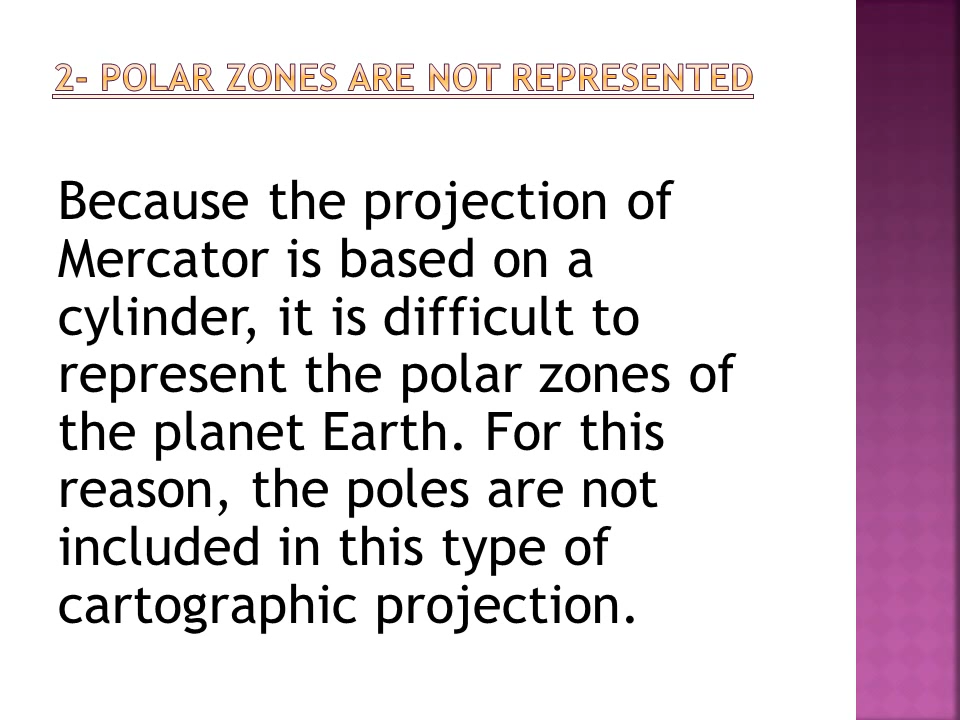 2- POLAR ZONES ARE NOT REPRESENTED
Because the projection of
Mercator is based on a
cylinder, it is difficult to
represent the polar zones of
the planet Earth. For this
reason, the poles are not
included in this type of
cartographic projection.